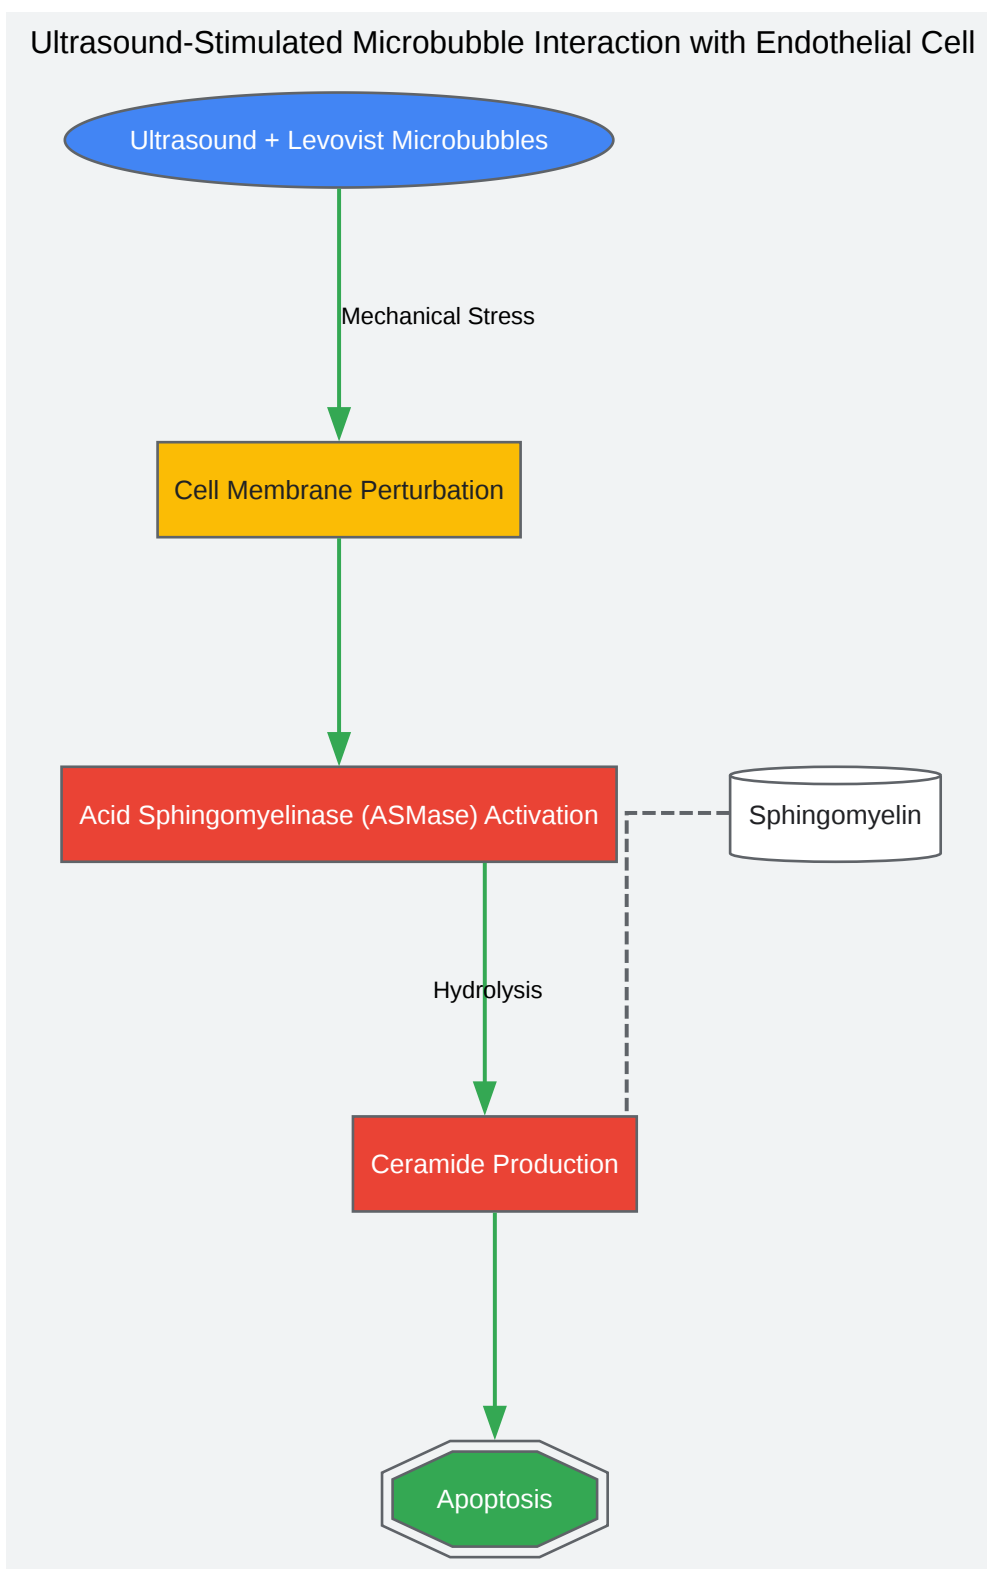 Ultrasound-Stimulated Microbubble Interaction with Endothelial Cell
Ultrasound + Levovist Microbubbles
Mechanical Stress
Cell Membrane Perturbation
Acid Sphingomyelinase (ASMase) Activation
Sphingomyelin
Hydrolysis
Ceramide Production
Apoptosis